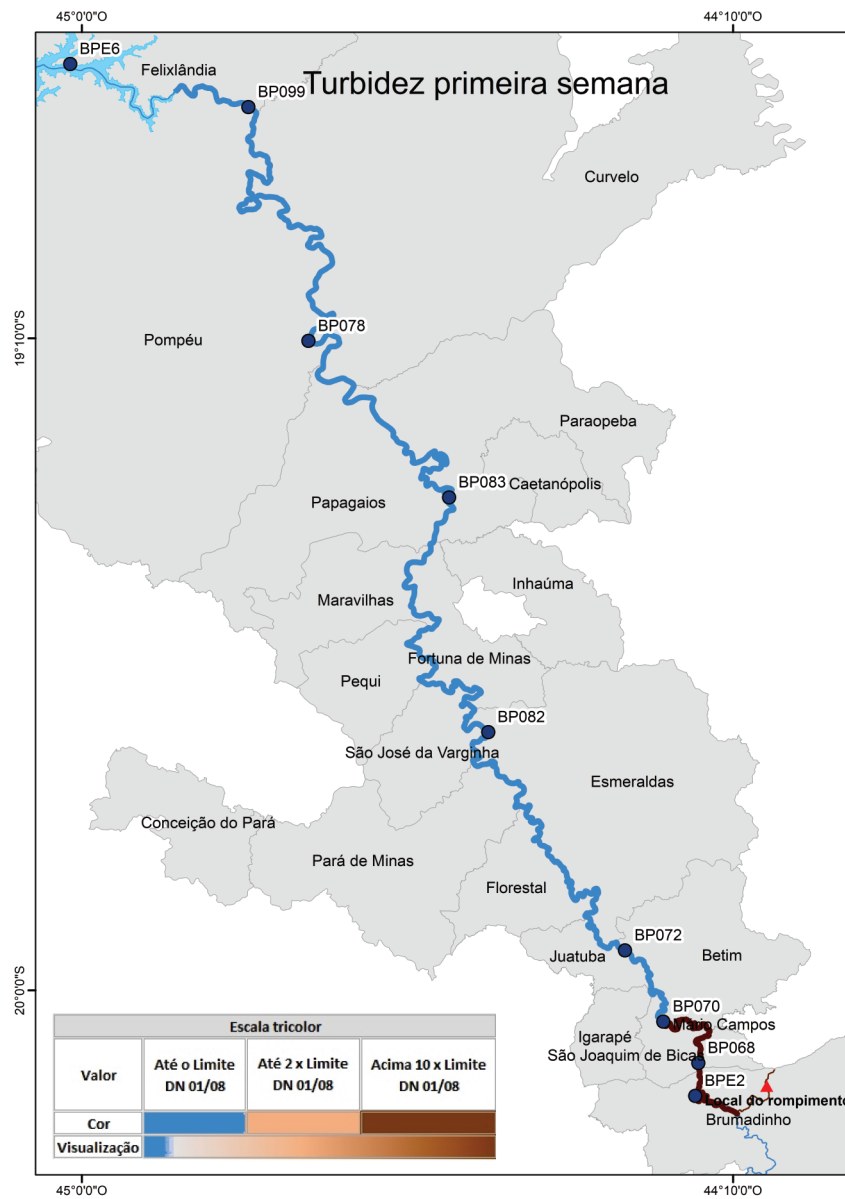 45°0'0"O
44°10'0"O
BPE6
Felixlândia
BP099
Turbidez primeira semana
Curvelo
19°10'0"S
BP078
Pompéu
Paraopeba
BP083
Caetanópolis
Papagaios
Inhaúma
Maravilhas
Fortuna de Minas
Pequi
BP082
São José da Varginha
Esmeraldas
Conceição do Pará
Pará de Minas
Florestal
BP072
Juatuba
Betim
20°0'0"S
BP070
Mário Campos
Igarapé
São Joaquim de Bicas
BP068
BPE2
Local do rompimento
Brumadinho
Escala tricolor
Valor
Até o Limite
DN 01/08
Até 2 x Limite
DN 01/08
Acima 10 x Limite
DN 01/08
Cor
Visualização
45°0'0"O
44°10'0"O